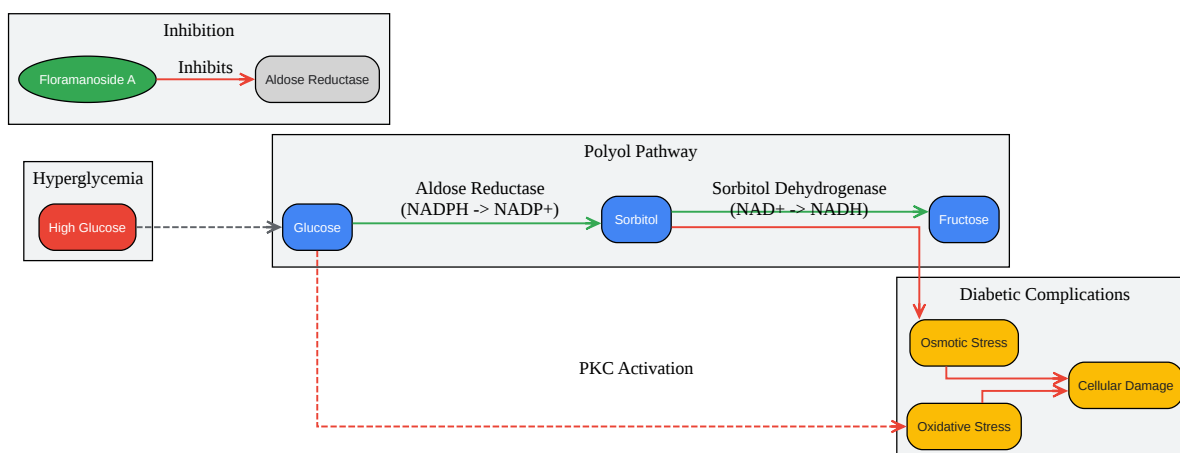 Inhibition
Floramanoside A
Inhibits
Aldose Reductase
Polyol Pathway
Hyperglycemia
High Glucose
Glucose
Aldose Reductase
(NADPH -> NADP+)
Sorbitol
Sorbitol Dehydrogenase
(NAD+ -> NADH)
Fructose
Diabetic Complications
Osmotic Stress
PKC Activation
Cellular Damage
Oxidative Stress